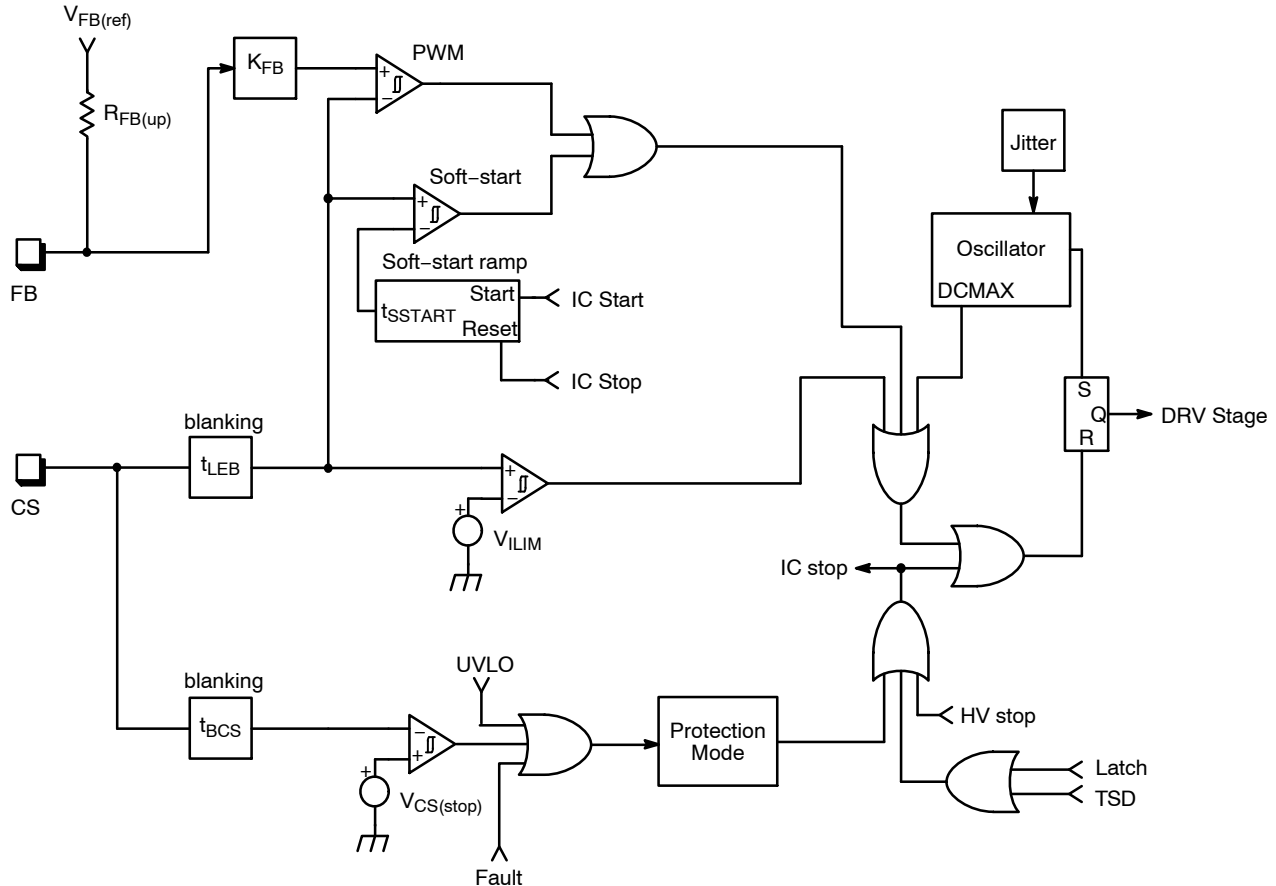 VFB(ref)
KFB
PWM
+
−
RFB(up)
Jitter
Soft−start
+
−
Oscillator
DCMAX
FB
Soft−start ramp
Start
tSSTART
Reset
IC Start
IC Stop
S
Q
R
DRV Stage
blanking
tLEB
CS
+
−
+
VILIM
IC stop
UVLO
blanking
tBCS
−
+
+
VCS(stop)
Protection
Mode
HV stop
Latch
TSD
Fault